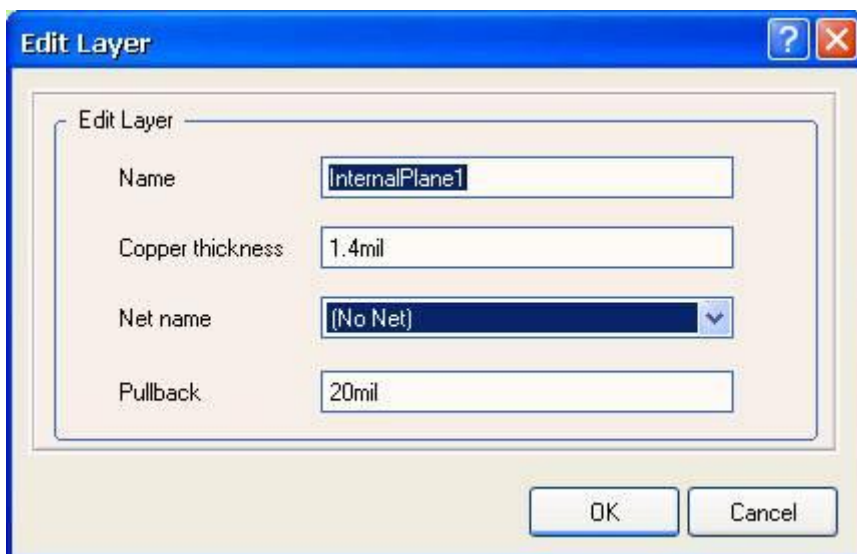 Edit Layer
Edit Layer
Name InternalPlane1
Copper thickness 1.4mil
Net name (No Net)
Pullback 20mil
OK Cancel